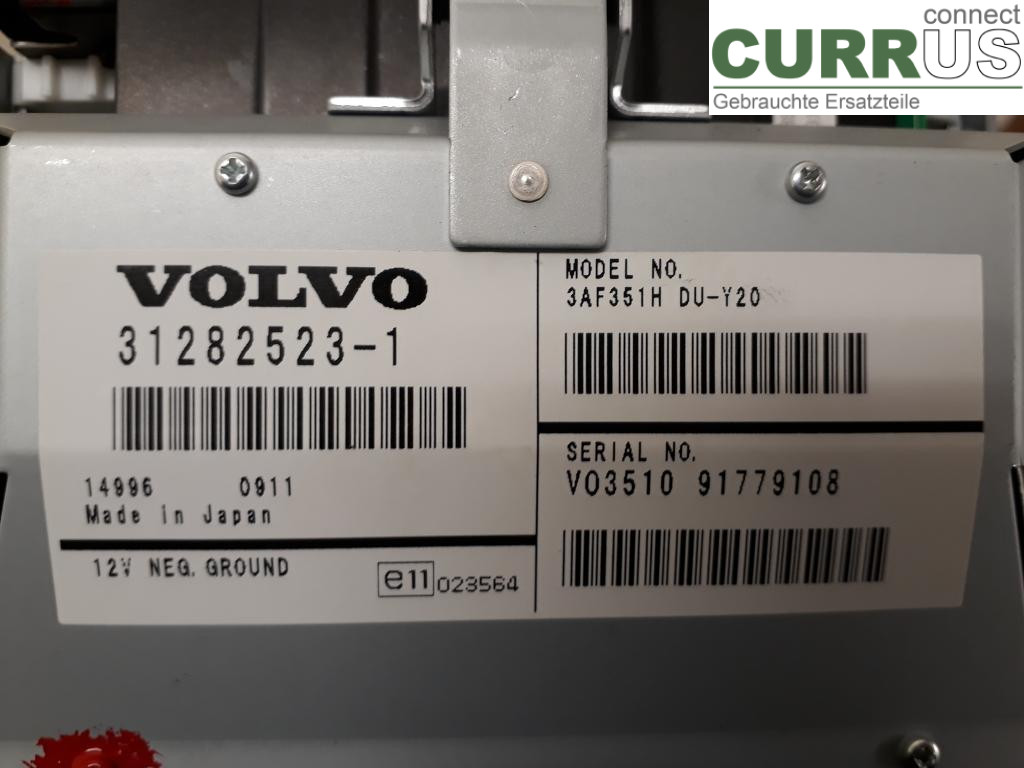 connect
CURRUS
Gebrauchte Ersatzteile
VOLVO
31282523-1
14996 0911
Made in Japan
12V NEG. GROUND
e11 023564
MODEL NO.
3AF351H DU-Y20
SERIAL NO.
VO3510 91779108